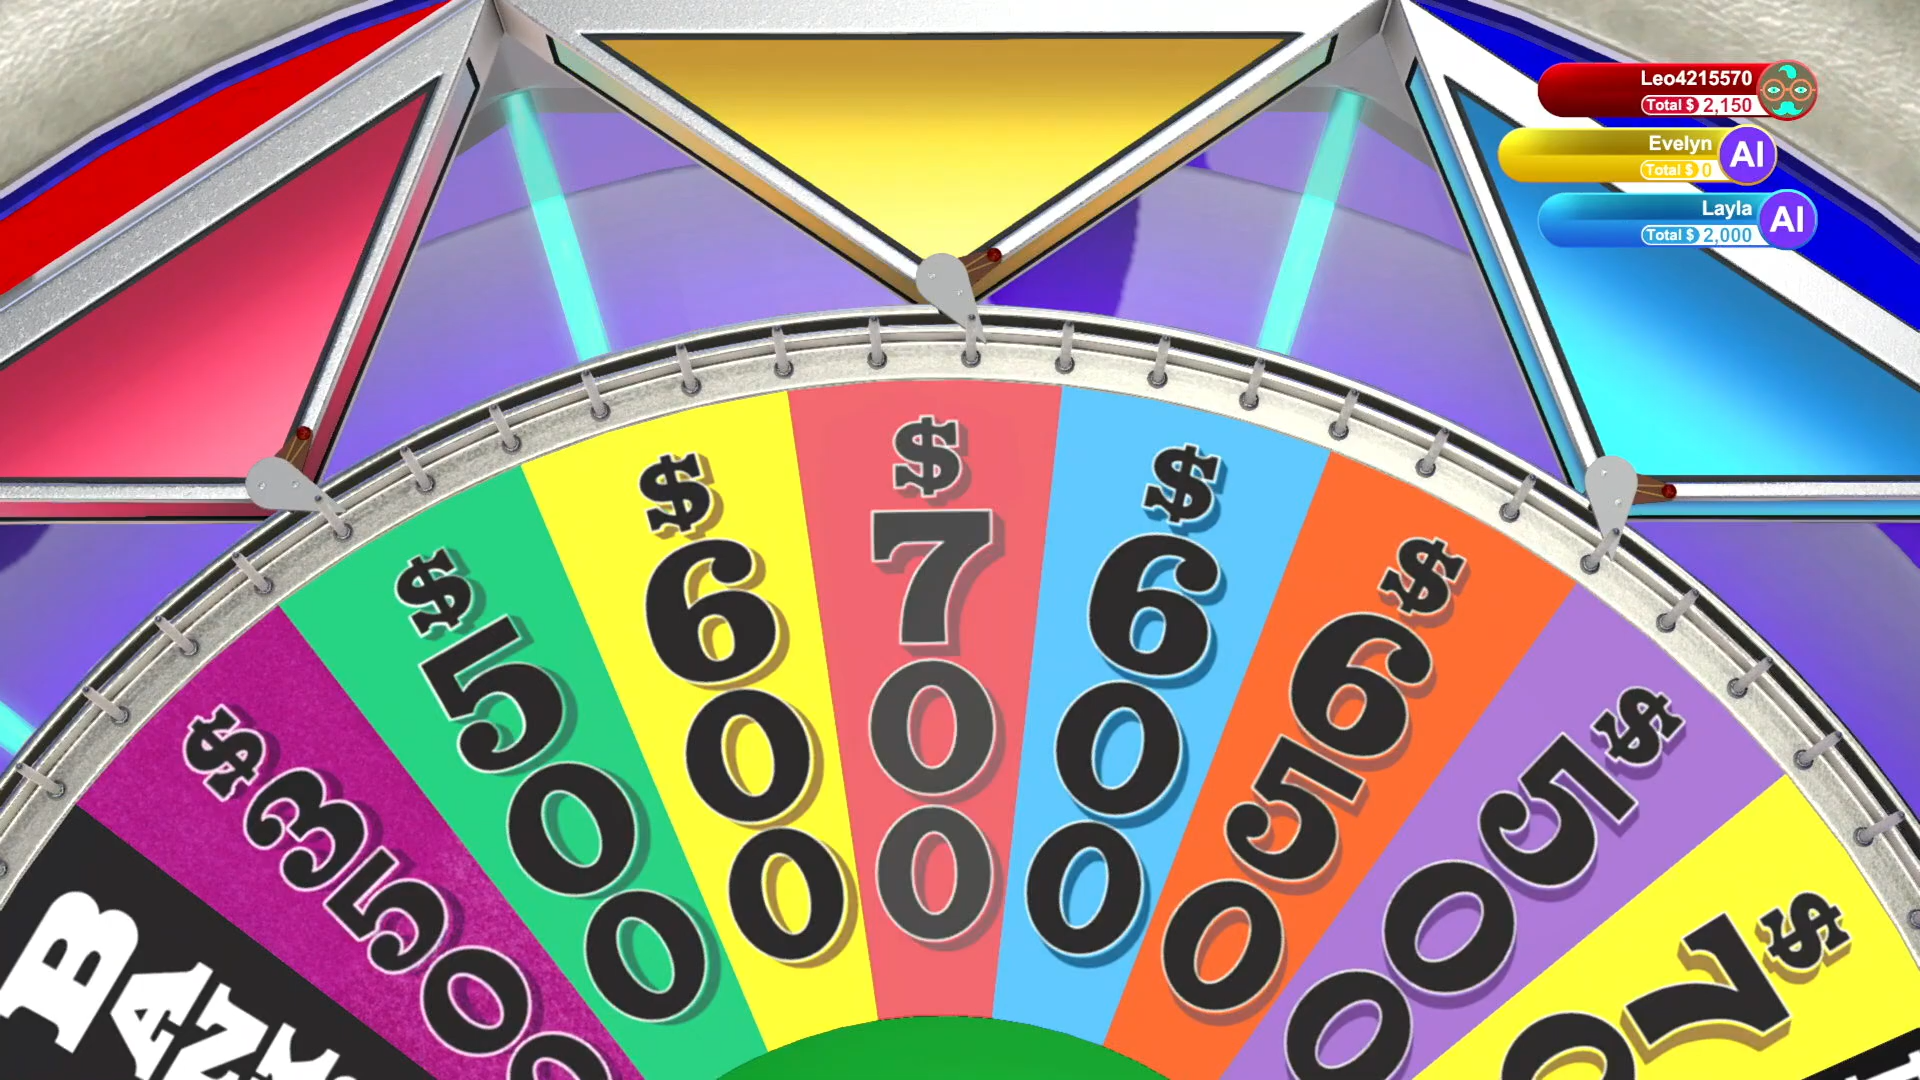 Leo4215570
Total $ 2,150
Evelyn
AI
Total $ 0
Layla
AI
Total $ 2,000
$3500
$500
$600
$700
$600
$650
$500